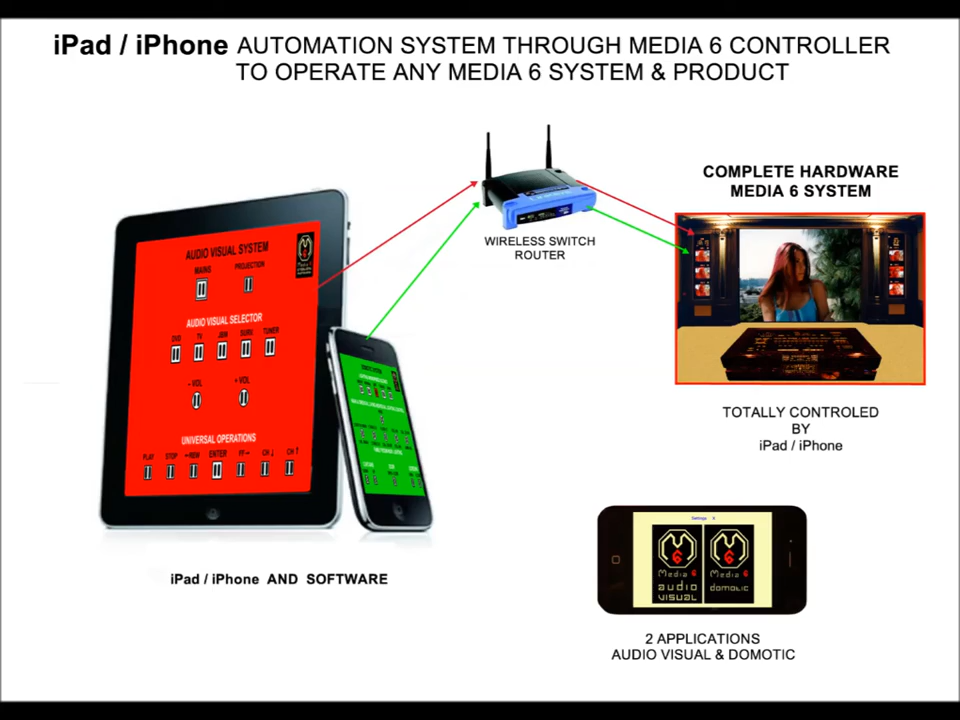 iPad / iPhone AUTOMATION SYSTEM THROUGH MEDIA 6 CONTROLLER
TO OPERATE ANY MEDIA 6 SYSTEM & PRODUCT
COMPLETE HARDWARE
MEDIA 6 SYSTEM
WIRELESS SWITCH
ROUTER
AUDIO VISUAL SYSTEM
MAINS PROJECTION
AUDIO VISUAL SELECTOR
DVD TV TUNER
- VOL + VOL
UNIVERSAL OPERATIONS
PLAY STOP ENTER CH ↓ CH ↑
TOTALLY CONTROLED
BY
iPad / iPhone
Settings
Media 6 Media 6
audio domotic
visual
iPad / iPhone AND SOFTWARE
2 APPLICATIONS
AUDIO VISUAL & DOMOTIC